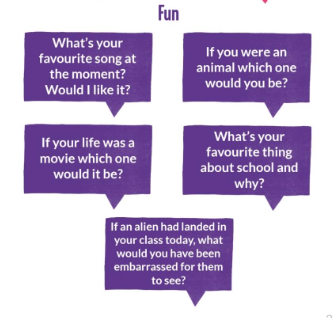 Fun
What's your
favourite song at
the moment?
Would I like it?
If you were an
animal which one
would you be?
If your life was a
movie which one
would it be?
What's your
favourite thing
about school and
why?
If an alien had landed in
your class today, what
would you have been
embarrassed for them
to see?